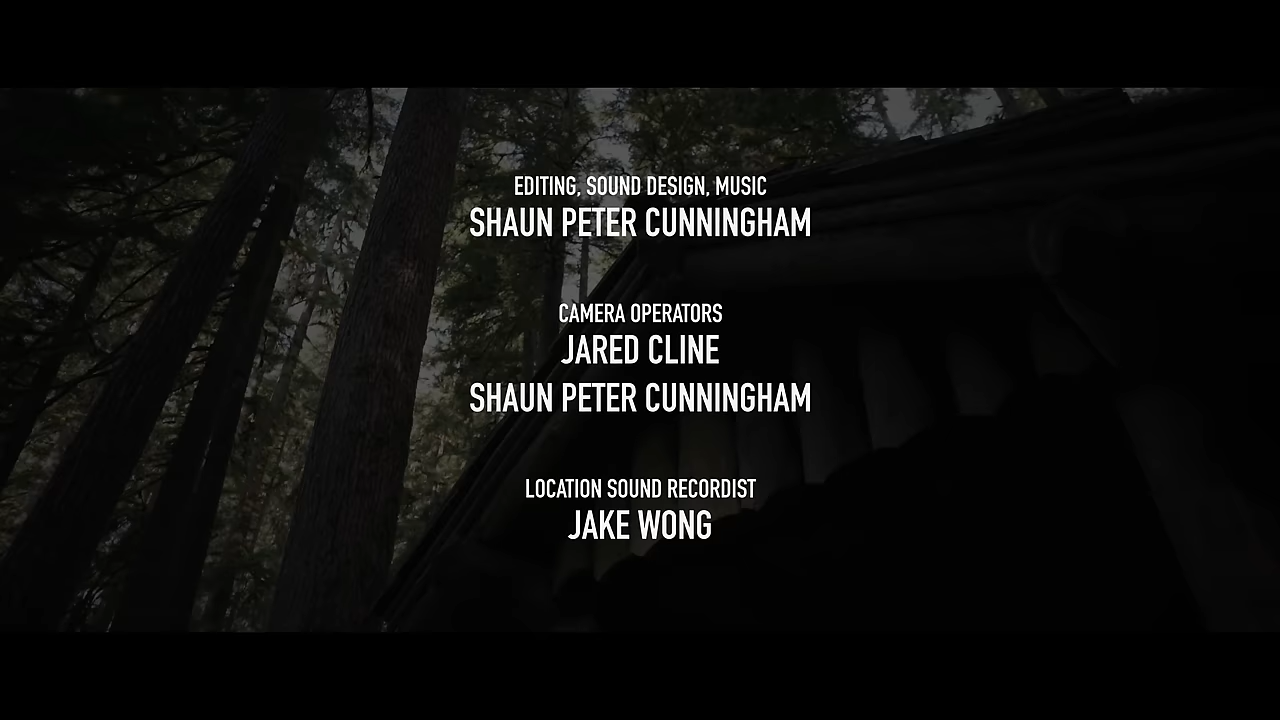 EDITING, SOUND DESIGN, MUSIC
SHAUN PETER CUNNINGHAM
CAMERA OPERATORS
JARED CLINE
SHAUN PETER CUNNINGHAM
LOCATION SOUND RECORDIST
JAKE WONG